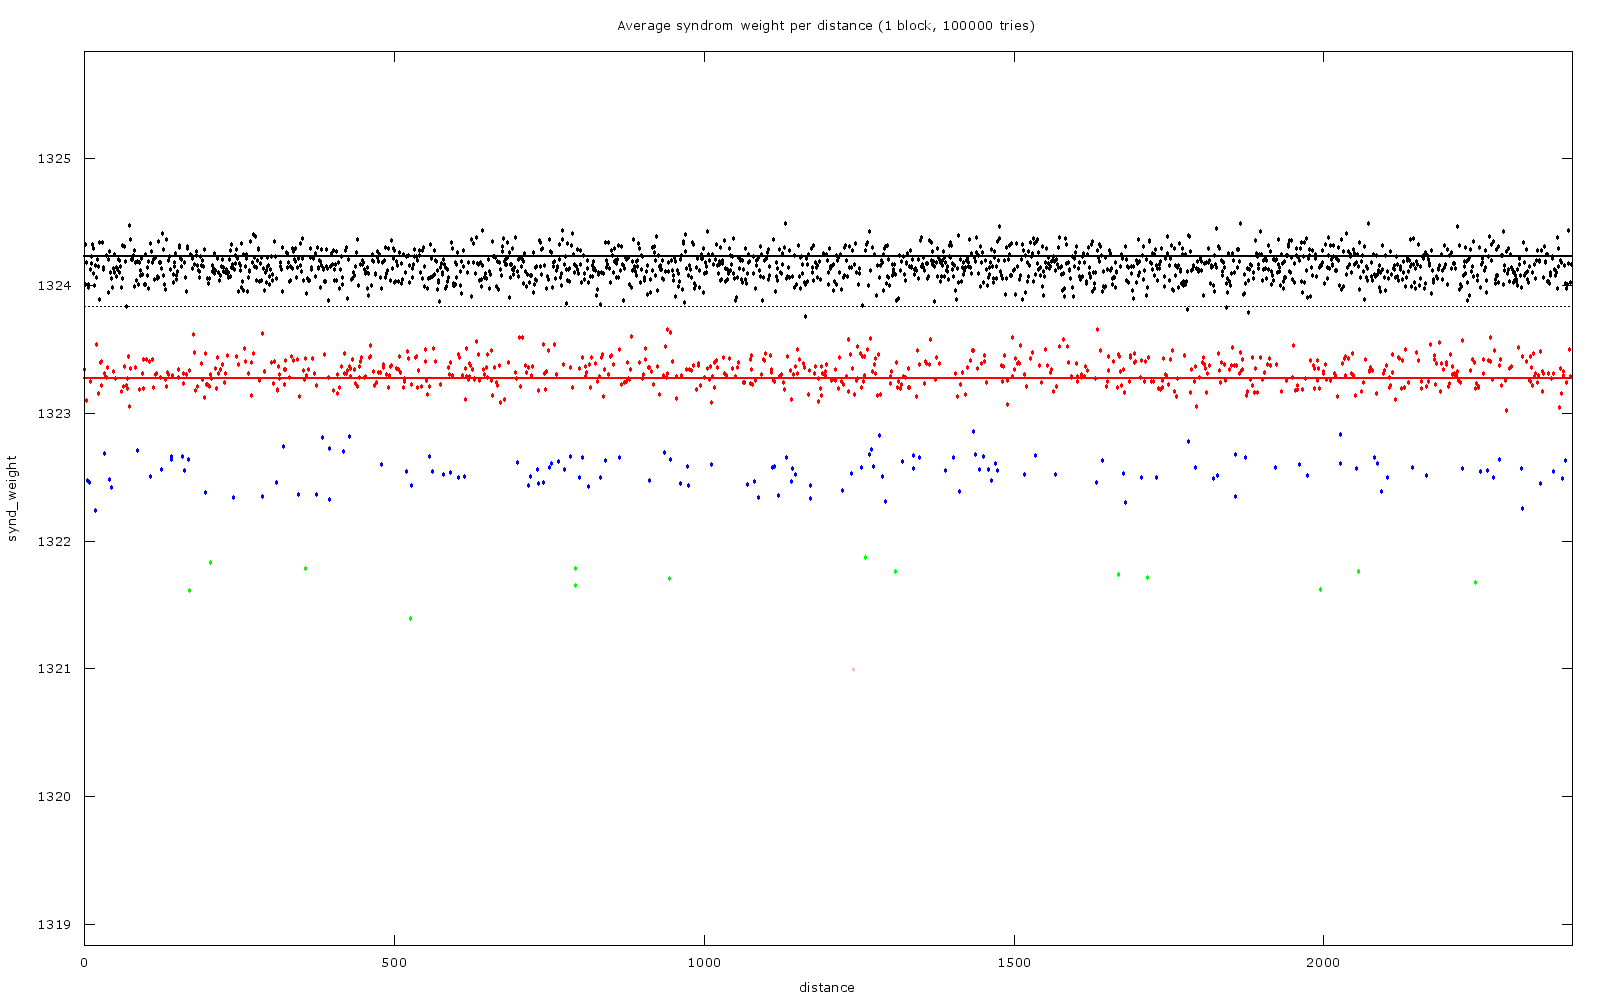 Average syndrom weight per distance (1 block, 100000 tries)
1325
1324
1323
1322
1321
1320
1319
synd_weight
0 500 1000 1500 2000
distance